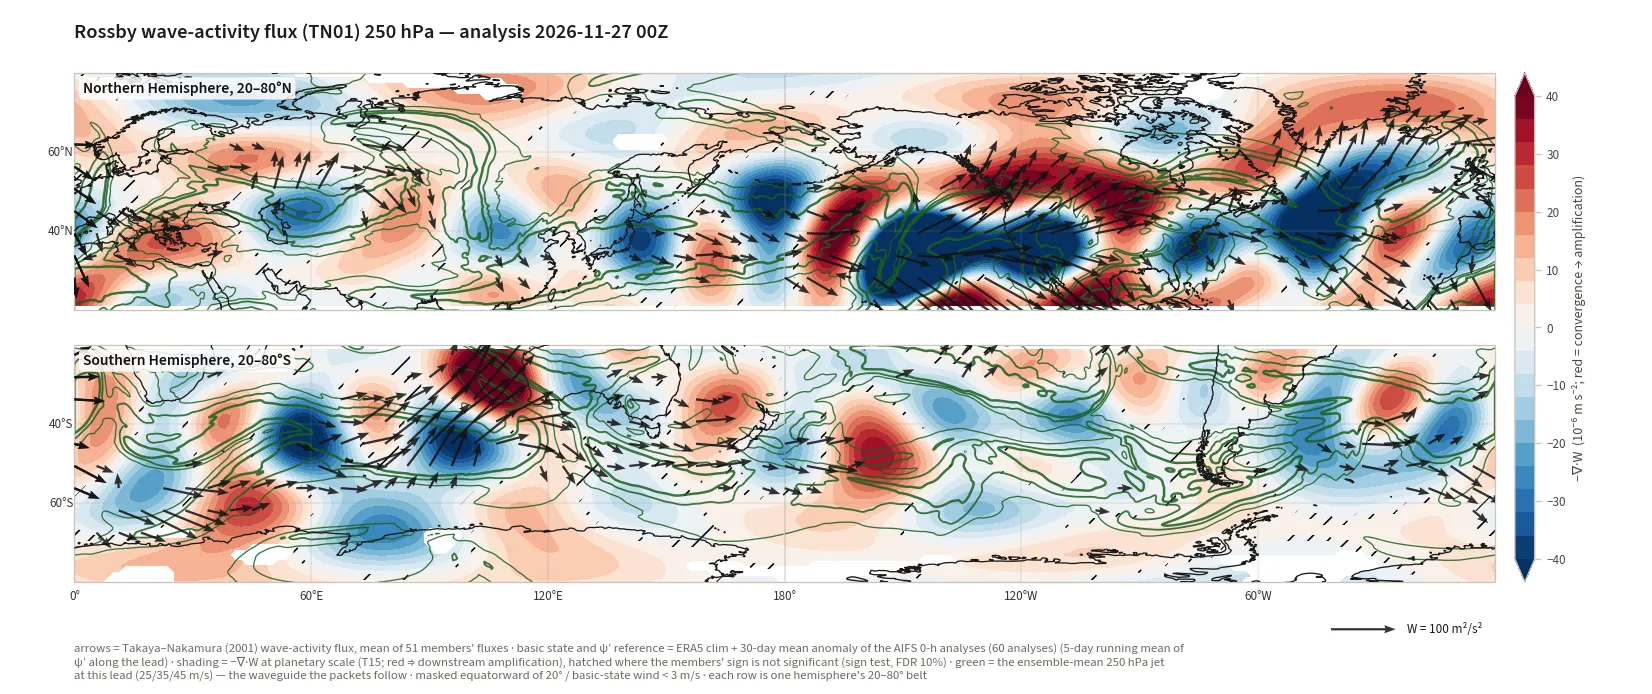 Rossby wave-activity flux (TN01) 250 hPa — analysis 2026-11-27 00Z
Northern Hemisphere, 20–80°N
60°N
40°N
Southern Hemisphere, 20–80°S
40°S
60°S
0°
60°E
120°E
180°
120°W
60°W
40
30
20
10
0
−10
−20
−30
−40
−∇·W (10⁻⁶ m s⁻²; red = convergence → amplification)
W = 100 m²/s²
arrows = Takaya–Nakamura (2001) wave-activity flux, mean of 51 members' fluxes · basic state and ψ' reference = ERA5 clim + 30-day mean anomaly of the AIFS 0-h analyses (60 analyses) (5-day running mean of
ψ' along the lead) · shading = −∇·W at planetary scale (T15; red ⇒ downstream amplification), hatched where the members' sign is not significant (sign test, FDR 10%) · green = the ensemble-mean 250 hPa jet
at this lead (25/35/45 m/s) — the waveguide the packets follow · masked equatorward of 20° / basic-state wind < 3 m/s · each row is one hemisphere's 20–80° belt